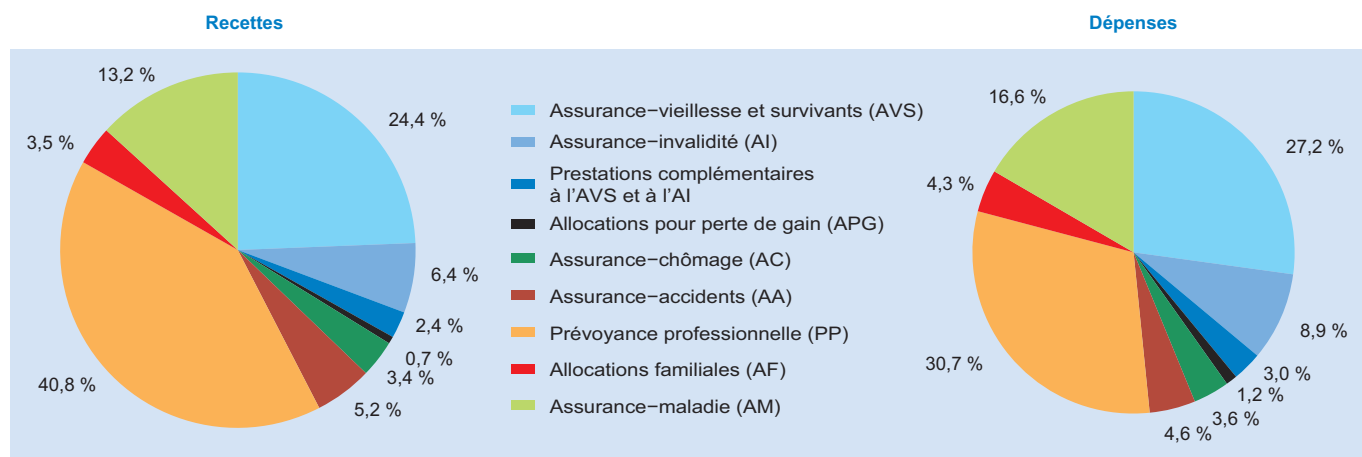 Recettes
13,2 %
24,4 %
3,5 %
6,4 %
2,4 %
0,7 %
3,4 %
5,2 %
40,8 %
Assurance−vieillesse et survivants (AVS)
Assurance−invalidité (AI)
Prestations complémentaires
à l'AVS et à l'AI
Allocations pour perte de gain (APG)
Assurance−chômage (AC)
Assurance−accidents (AA)
Prévoyance professionnelle (PP)
Allocations familiales (AF)
Assurance−maladie (AM)
Dépenses
16,6 %
27,2 %
4,3 %
8,9 %
3,0 %
1,2 %
3,6 %
4,6 %
30,7 %